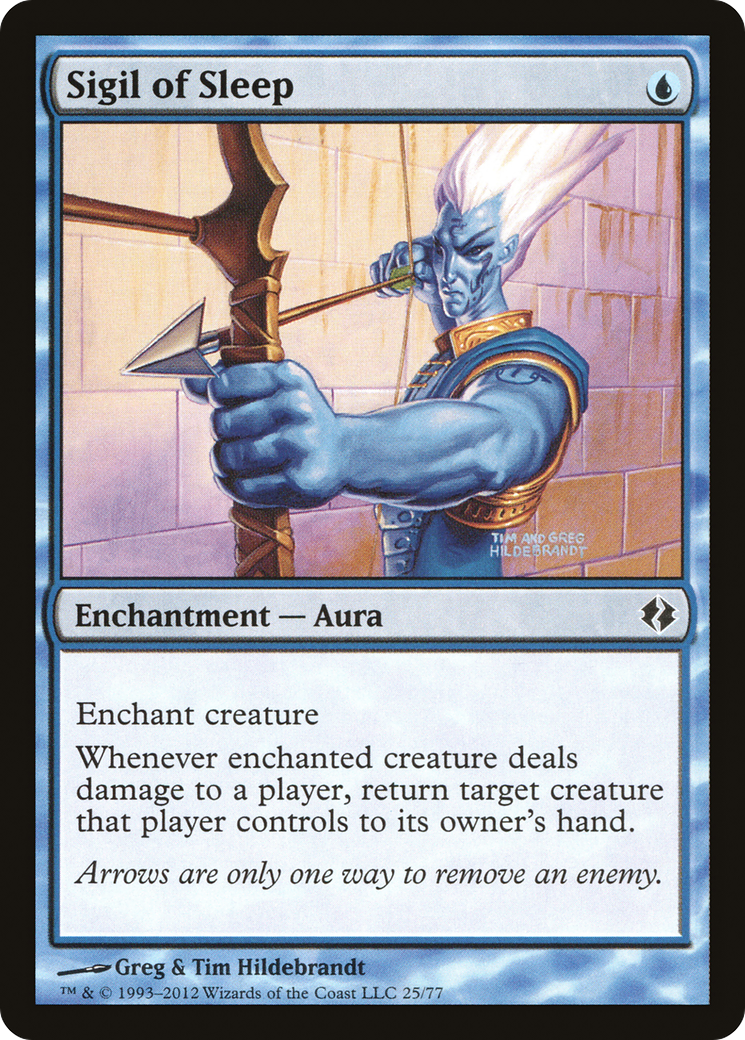 Sigil of Sleep
TIM AND GREG
HILDEBRANDT
Enchantment — Aura
Enchant creature
Whenever enchanted creature deals
damage to a player, return target creature
that player controls to its owner's hand.
Arrows are only one way to remove an enemy.
Greg & Tim Hildebrandt
™ & © 1993–2012 Wizards of the Coast LLC 25/77